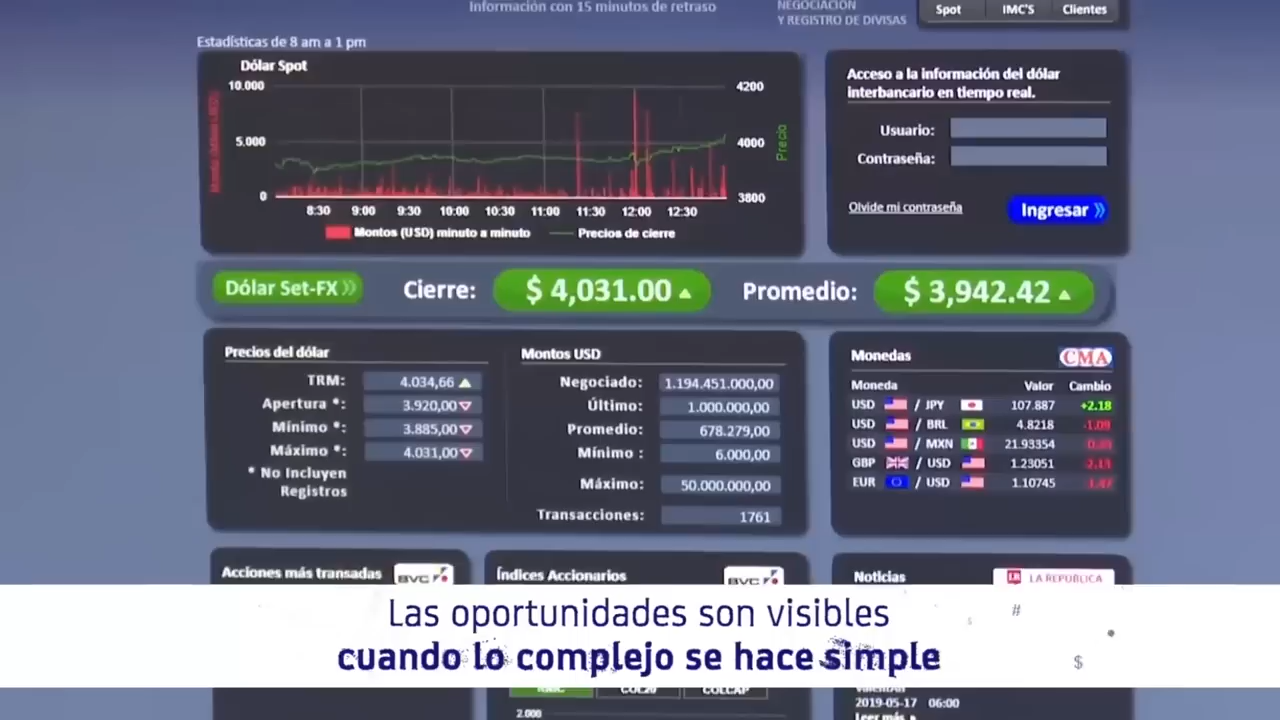 Información con 15 minutos de retraso
NEGOCIACIÓN
Y REGISTRO DE DIVISAS
Spot
IMC'S
Clientes
Estadísticas de 8 am a 1 pm
Dólar Spot
10.000
5.000
0
4200
4000
3800
Precio
8:30 9:00 9:30 10:00 10:30 11:00 11:30 12:00 12:30
Montos (USD) minuto a minuto
Precios de cierre
Acceso a la información del dólar
interbancario en tiempo real.
Usuario:
Contraseña:
Olvide mi contraseña
Ingresar »
Dólar Set-FX »
Cierre:
$ 4,031.00
Promedio:
$ 3,942.42
Precios del dólar
TRM: 4.034,66
Apertura *: 3.920,00
Mínimo *: 3.885,00
Máximo *: 4.031,00
* No Incluyen
Registros
Montos USD
Negociado: 1.194.451.000,00
Último: 1.000.000,00
Promedio: 678.279,00
Mínimo : 6.000,00
Máximo: 50.000.000,00
Transacciones: 1761
Monedas
CMA
Moneda Valor Cambio
USD / JPY 107.887 +2.18
USD / BRL 4.8218
USD / MXN 21.93354
GBP / USD 1.23051
EUR / USD 1.10745
Acciones más transadas
BVC
Índices Accionarios
BVC
Noticias
LR LA REPÚBLICA
Las oportunidades son visibles
cuando lo complejo se hace simple
#
$
COL20
COLCAP
2.000
2019-05-17 06:00
Leer más »